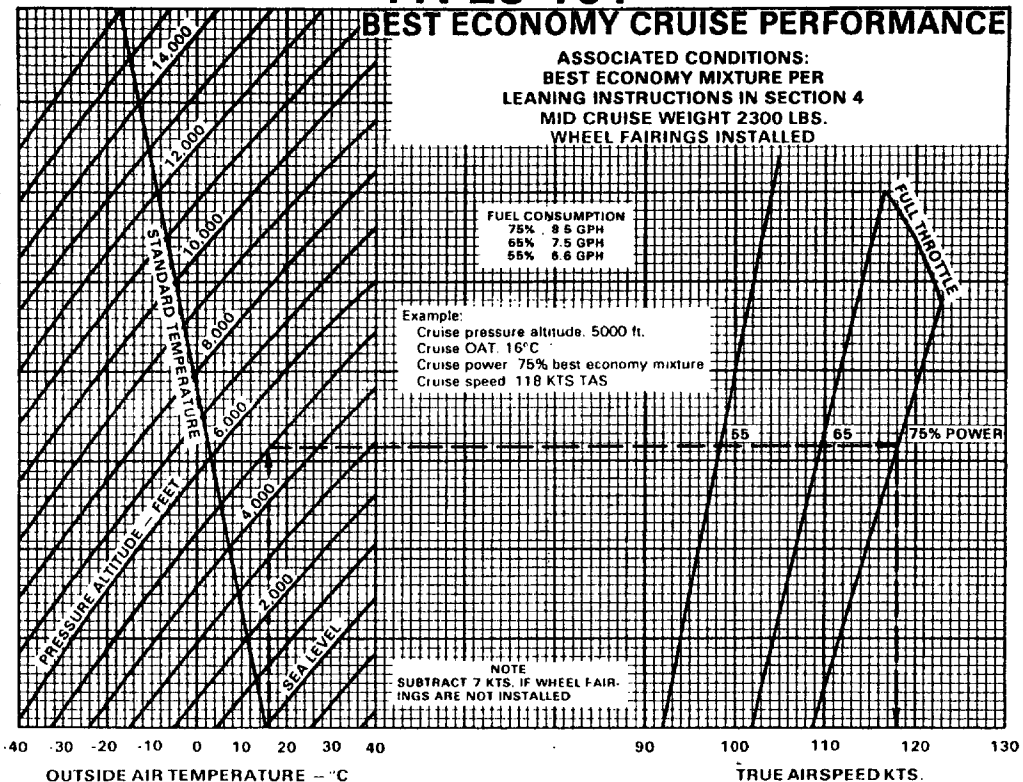 BEST ECONOMY CRUISE PERFORMANCE
ASSOCIATED CONDITIONS:
BEST ECONOMY MIXTURE PER
LEANING INSTRUCTIONS IN SECTION 4
MID CRUISE WEIGHT 2300 LBS.
WHEEL FAIRINGS INSTALLED
14,000
12,000
10,000
8,000
6,000
4,000
2,000
SEA LEVEL
STANDARD TEMPERATURE
PRESSURE ALTITUDE – FEET
FUEL CONSUMPTION
75% 8.5 GPH
65% 7.5 GPH
55% 6.6 GPH
FULL THROTTLE
Example:
Cruise pressure altitude. 5000 ft.
Cruise OAT. 16°C
Cruise power 75% best economy mixture
Cruise speed 118 KTS TAS
55
65
75% POWER
NOTE
SUBTRACT 7 KTS. IF WHEEL FAIR-
INGS ARE NOT INSTALLED
-40 -30 -20 -10 0 10 20 30 40
90 100 110 120 130
OUTSIDE AIR TEMPERATURE – °C
TRUE AIRSPEED KTS.